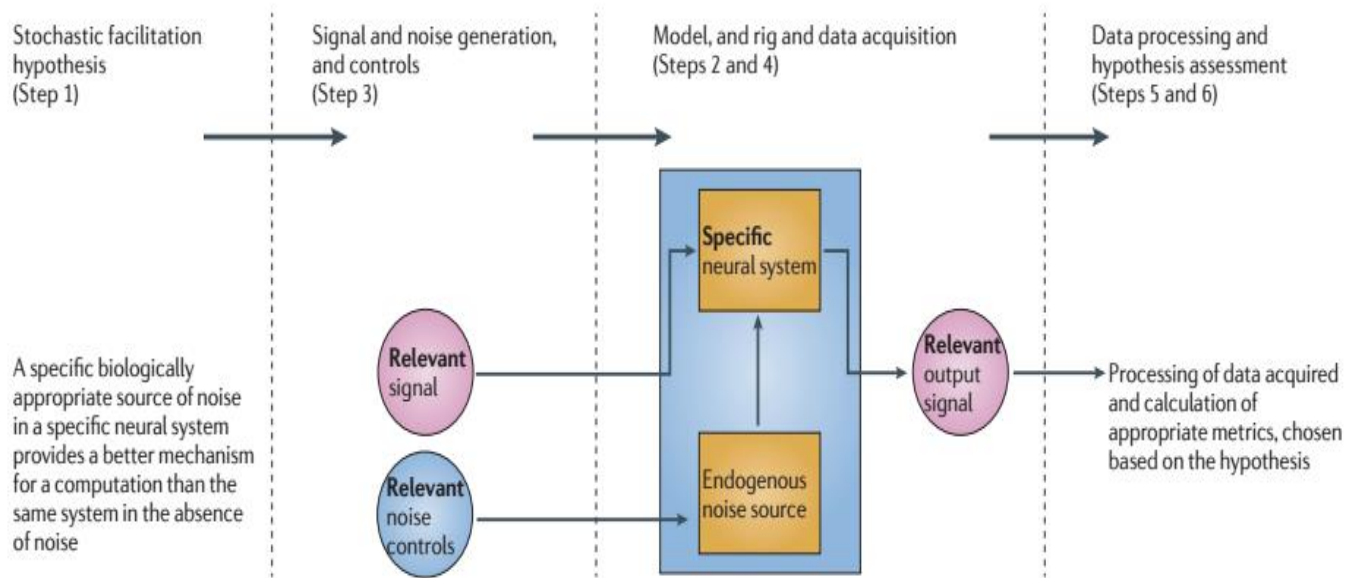 Stochastic facilitation
hypothesis
(Step 1)
Signal and noise generation,
and controls
(Step 3)
Model, and rig and data acquisition
(Steps 2 and 4)
Data processing and
hypothesis assessment
(Steps 5 and 6)
A specific biologically
appropriate source of noise
in a specific neural system
provides a better mechanism
for a computation than the
same system in the absence
of noise
Relevant
signal
Relevant
noise
controls
Specific
neural system
Endogenous
noise source
Relevant
output
signal
Processing of data acquired
and calculation of
appropriate metrics, chosen
based on the hypothesis